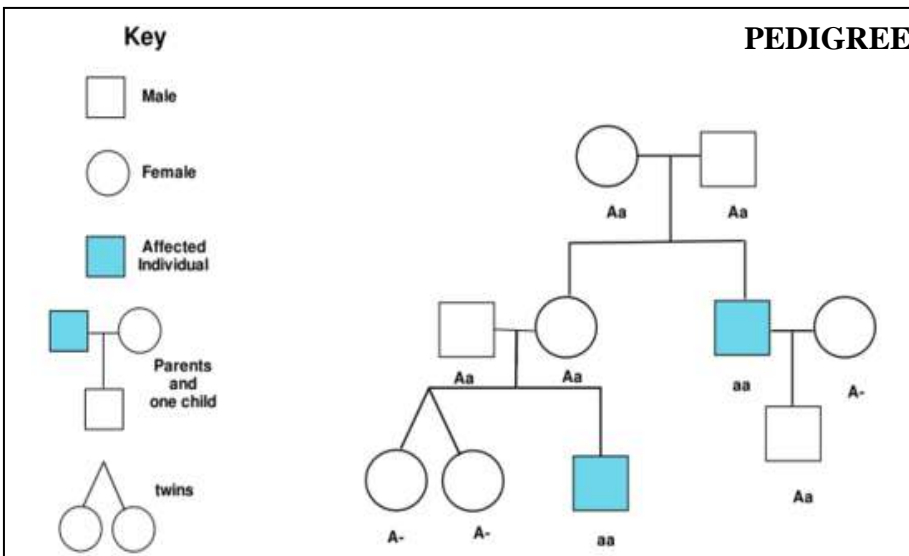 Key
PEDIGREE
Male
Female
Affected
Individual
Parents
and
one child
twins
Aa
Aa
Aa
Aa
aa
A-
Aa
A-
A-
aa